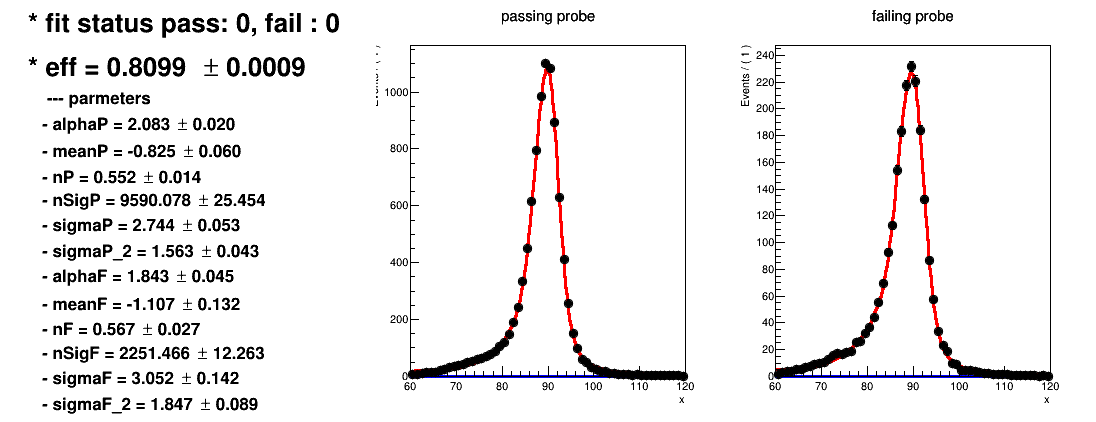 * fit status pass: 0, fail : 0
* eff = 0.8099 ± 0.0009
--- parmeters
- alphaP = 2.083 ± 0.020
- meanP = -0.825 ± 0.060
- nP = 0.552 ± 0.014
- nSigP = 9590.078 ± 25.454
- sigmaP = 2.744 ± 0.053
- sigmaP_2 = 1.563 ± 0.043
- alphaF = 1.843 ± 0.045
- meanF = -1.107 ± 0.132
- nF = 0.567 ± 0.027
- nSigF = 2251.466 ± 12.263
- sigmaF = 3.052 ± 0.142
- sigmaF_2 = 1.847 ± 0.089
passing probe
1000
800
600
400
200
0
60 70 80 90 100 110 120
x
failing probe
Events / ( 1 )
240
220
200
180
160
140
120
100
80
60
40
20
0
60 70 80 90 100 110 120
x